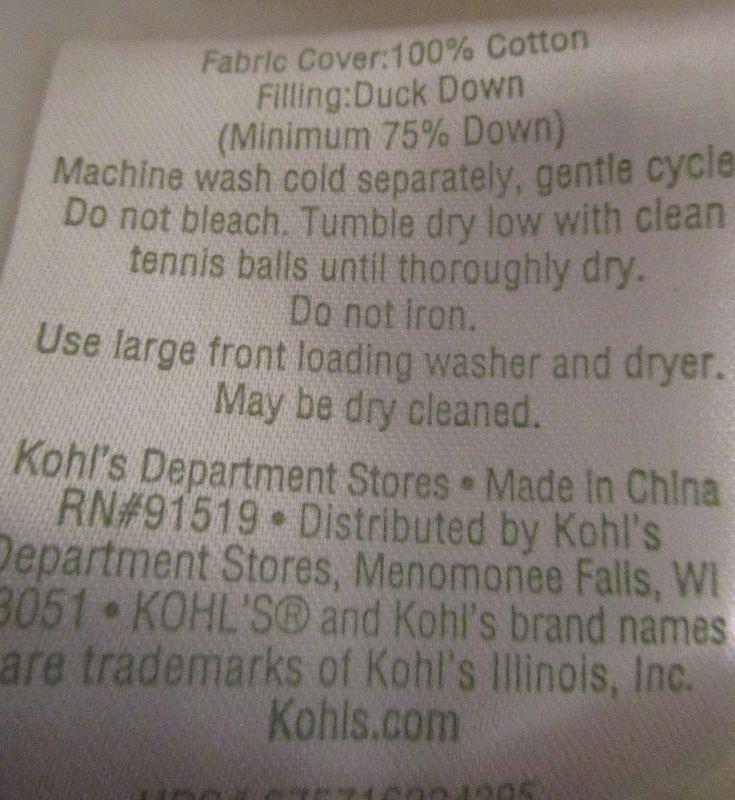 Fabric Cover:100% Cotton
Filling:Duck Down
(Minimum 75% Down)
Machine wash cold separately, gentle cycle
Do not bleach. Tumble dry low with clean
tennis balls until thoroughly dry.
Do not iron.
Use large front loading washer and dryer.
May be dry cleaned.
Kohl's Department Stores • Made in China
RN#91519 • Distributed by Kohl's
Department Stores, Menomonee Falls, WI
3051 • KOHL'S® and Kohl's brand names
are trademarks of Kohl's Illinois, Inc.
Kohls.com